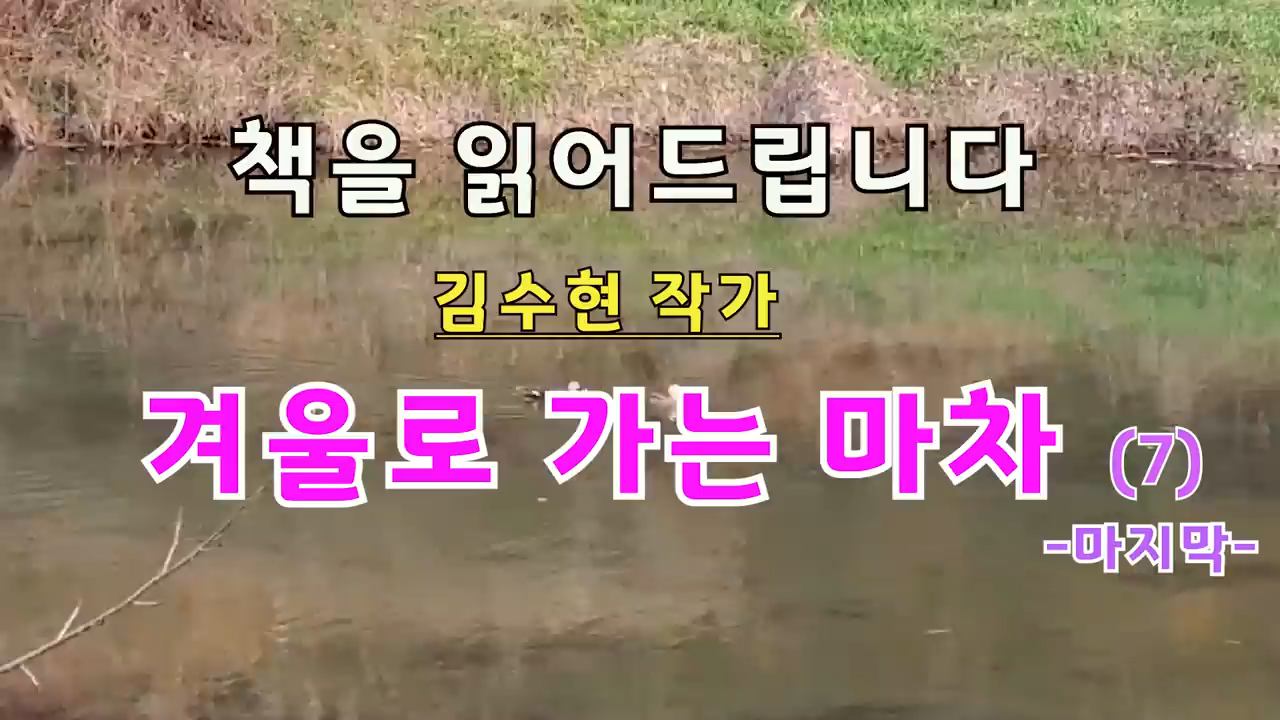 책을 읽어드립니다
김수현 작가
겨울로 가는 마차 (7)
-마지막-